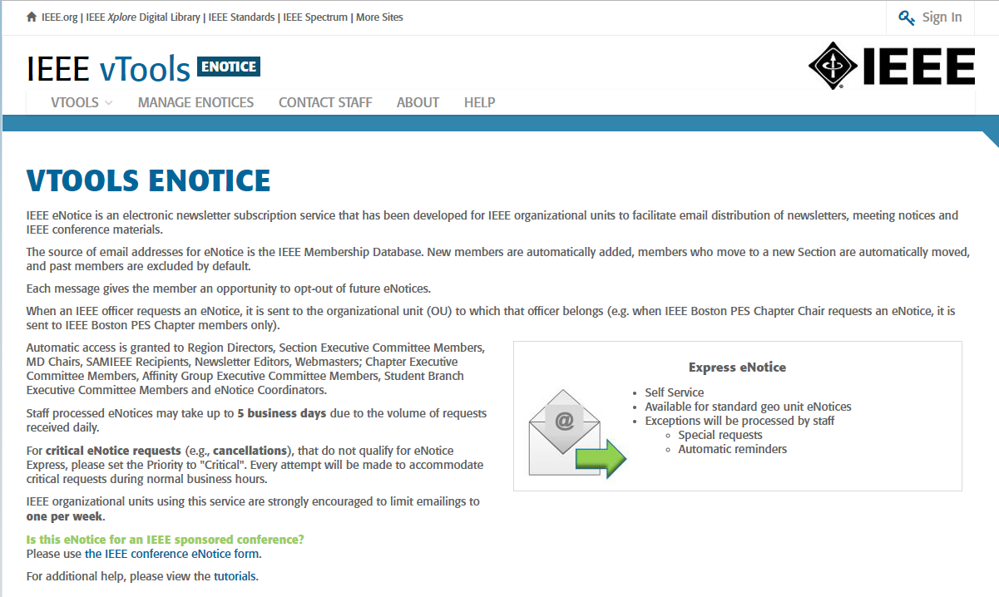 IEEE.org | IEEE Xplore Digital Library | IEEE Standards | IEEE Spectrum | More Sites
Sign In
IEEE vTools ENOTICE
IEEE
VTOOLS
MANAGE ENOTICES
CONTACT STAFF
ABOUT
HELP
VTOOLS ENOTICE
IEEE eNotice is an electronic newsletter subscription service that has been developed for IEEE organizational units to facilitate email distribution of newsletters, meeting notices and
IEEE conference materials.
The source of email addresses for eNotice is the IEEE Membership Database. New members are automatically added, members who move to a new Section are automatically moved,
and past members are excluded by default.
Each message gives the member an opportunity to opt-out of future eNotices.
When an IEEE officer requests an eNotice, it is sent to the organizational unit (OU) to which that officer belongs (e.g. when IEEE Boston PES Chapter Chair requests an eNotice, it is
sent to IEEE Boston PES Chapter members only).
Automatic access is granted to Region Directors, Section Executive Committee Members,
MD Chairs, SAMIEEE Recipients, Newsletter Editors, Webmasters; Chapter Executive
Committee Members, Affinity Group Executive Committee Members, Student Branch
Executive Committee Members and eNotice Coordinators.
Staff processed eNotices may take up to 5 business days due to the volume of requests
received daily.
For critical eNotice requests (e.g., cancellations), that do not qualify for eNotice
Express, please set the Priority to "Critical". Every attempt will be made to accommodate
critical requests during normal business hours.
IEEE organizational units using this service are strongly encouraged to limit emailings to
one per week.
Is this eNotice for an IEEE sponsored conference?
Please use the IEEE conference eNotice form.
For additional help, please view the tutorials.
Express eNotice
@
• Self Service
• Available for standard geo unit eNotices
• Exceptions will be processed by staff
◦ Special requests
◦ Automatic reminders